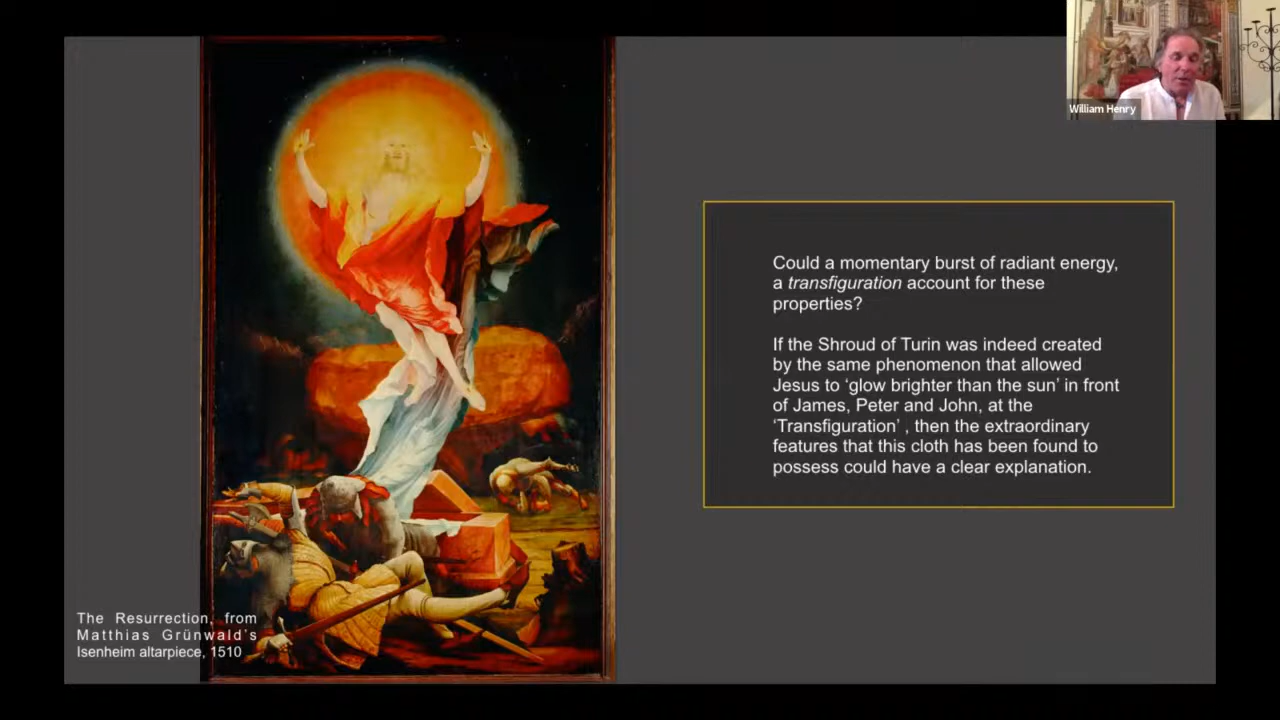 William Henry
Could a momentary burst of radiant energy,
a transfiguration account for these
properties?
If the Shroud of Turin was indeed created
by the same phenomenon that allowed
Jesus to ‘glow brighter than the sun’ in front
of James, Peter and John, at the
‘Transfiguration’ , then the extraordinary
features that this cloth has been found to
possess could have a clear explanation.
The Resurrection, from
Matthias Grünwald’s
Isenheim altarpiece, 1510